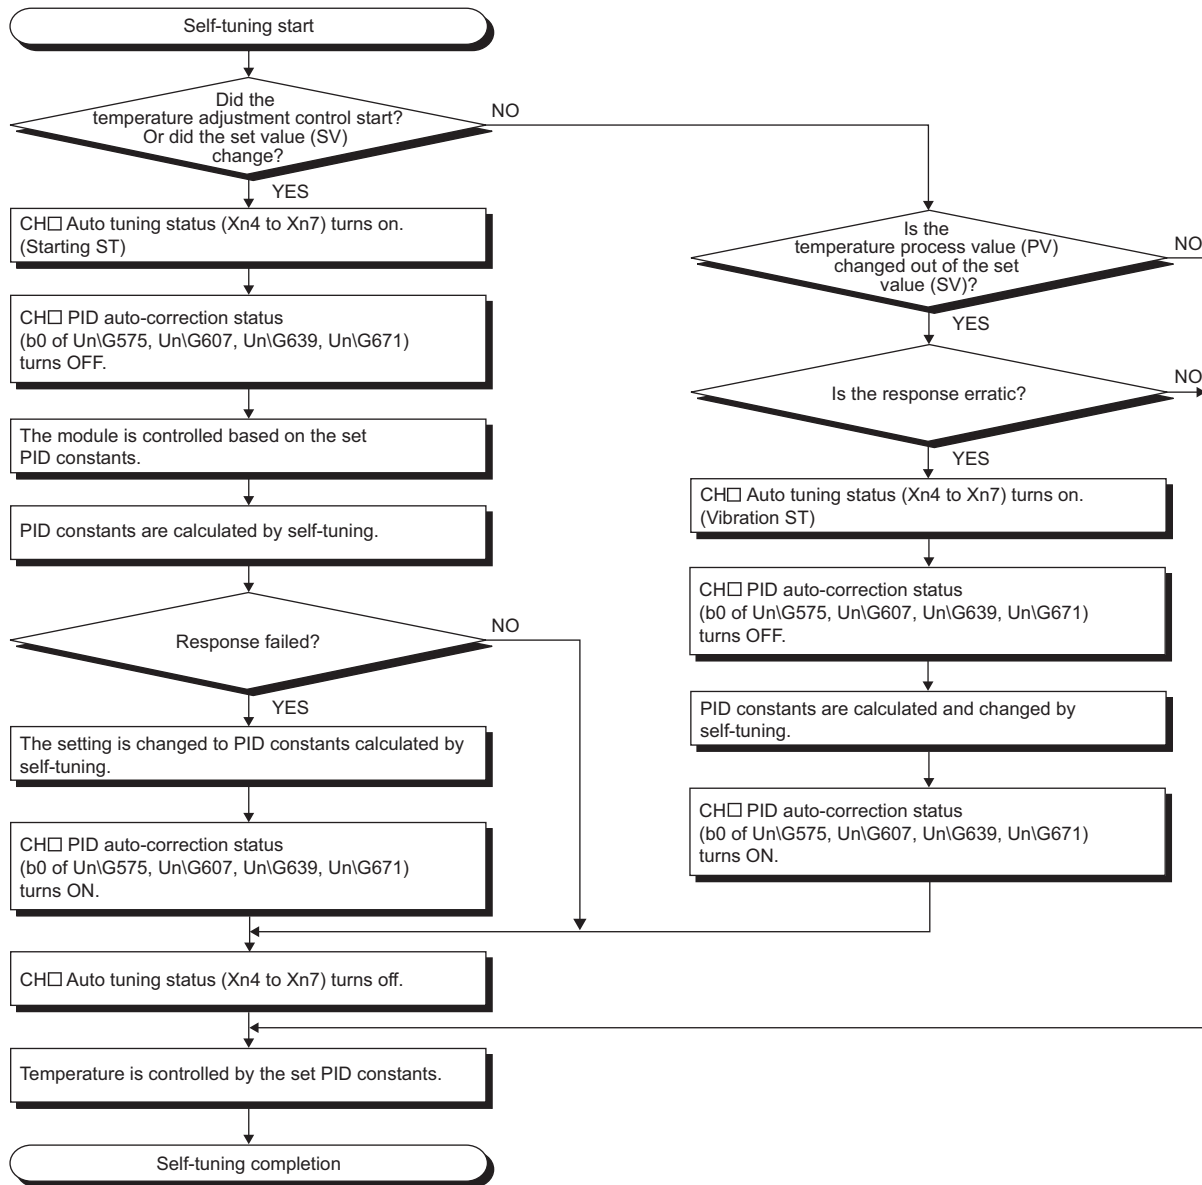 Self-tuning start
Did the
temperature adjustment control start?
Or did the set value (SV)
change?
NO
YES
CH□ Auto tuning status (Xn4 to Xn7) turns on.
(Starting ST)
CH□ PID auto-correction status
(b0 of Un\G575, Un\G607, Un\G639, Un\G671)
turns OFF.
The module is controlled based on the set
PID constants.
PID constants are calculated by self-tuning.
Response failed?
NO
YES
The setting is changed to PID constants calculated by
self-tuning.
CH□ PID auto-correction status
(b0 of Un\G575, Un\G607, Un\G639, Un\G671)
turns ON.
CH□ Auto tuning status (Xn4 to Xn7) turns off.
Temperature is controlled by the set PID constants.
Self-tuning completion
Is the
temperature process value (PV)
changed out of the set
value (SV)?
NO
YES
Is the response erratic?
NO
YES
CH□ Auto tuning status (Xn4 to Xn7) turns on.
(Vibration ST)
CH□ PID auto-correction status
(b0 of Un\G575, Un\G607, Un\G639, Un\G671)
turns OFF.
PID constants are calculated and changed by
self-tuning.
CH□ PID auto-correction status
(b0 of Un\G575, Un\G607, Un\G639, Un\G671)
turns ON.